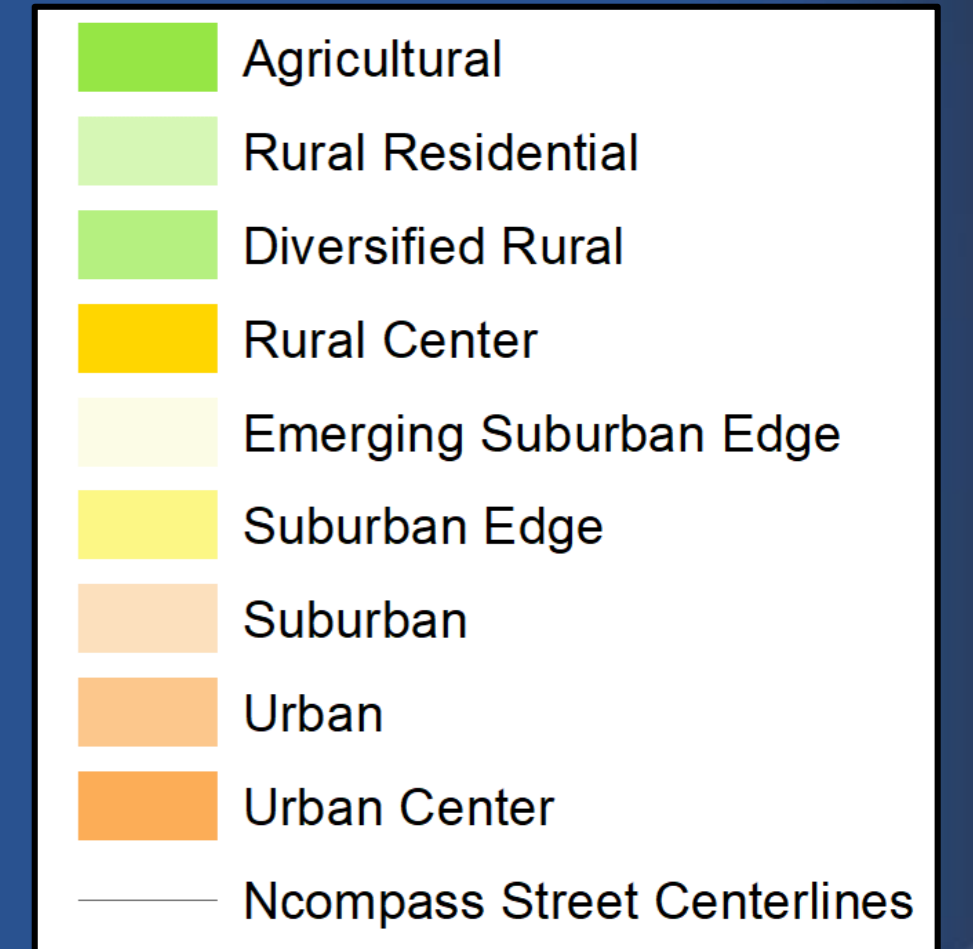 Agricultural
Rural Residential
Diversified Rural
Rural Center
Emerging Suburban Edge
Suburban Edge
Suburban
Urban
Urban Center
Ncompass Street Centerlines